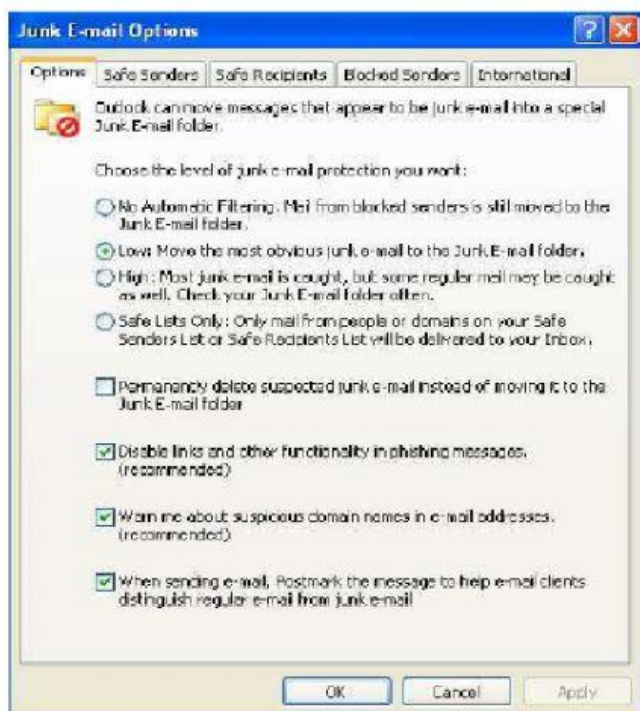 Junk E-mail Options
Options Safe Senders Safe Recipients Blocked Senders International
Outlook can move messages that appear to be junk e-mail into a special
Junk E-mail folder.
Choose the level of junk e-mail protection you want:
No Automatic Filtering: Mail from blocked senders is still moved to the
Junk E-mail folder.
Low: Move the most obvious junk e-mail to the Junk E-mail folder.
High: Most junk e-mail is caught, but some regular mail may be caught
as well. Check your Junk E-mail folder often.
Safe Lists Only: Only mail from people or domains on your Safe
Senders List or Safe Recipients List will be delivered to your Inbox.
Permanently delete suspected junk e-mail instead of moving it to the
Junk E-mail folder
Disable links and other functionality in phishing messages.
(recommended)
Warn me about suspicious domain names in e-mail addresses.
(recommended)
When sending e-mail, Postmark the message to help e-mail clients
distinguish regular e-mail from junk e-mail
OK Cancel Apply